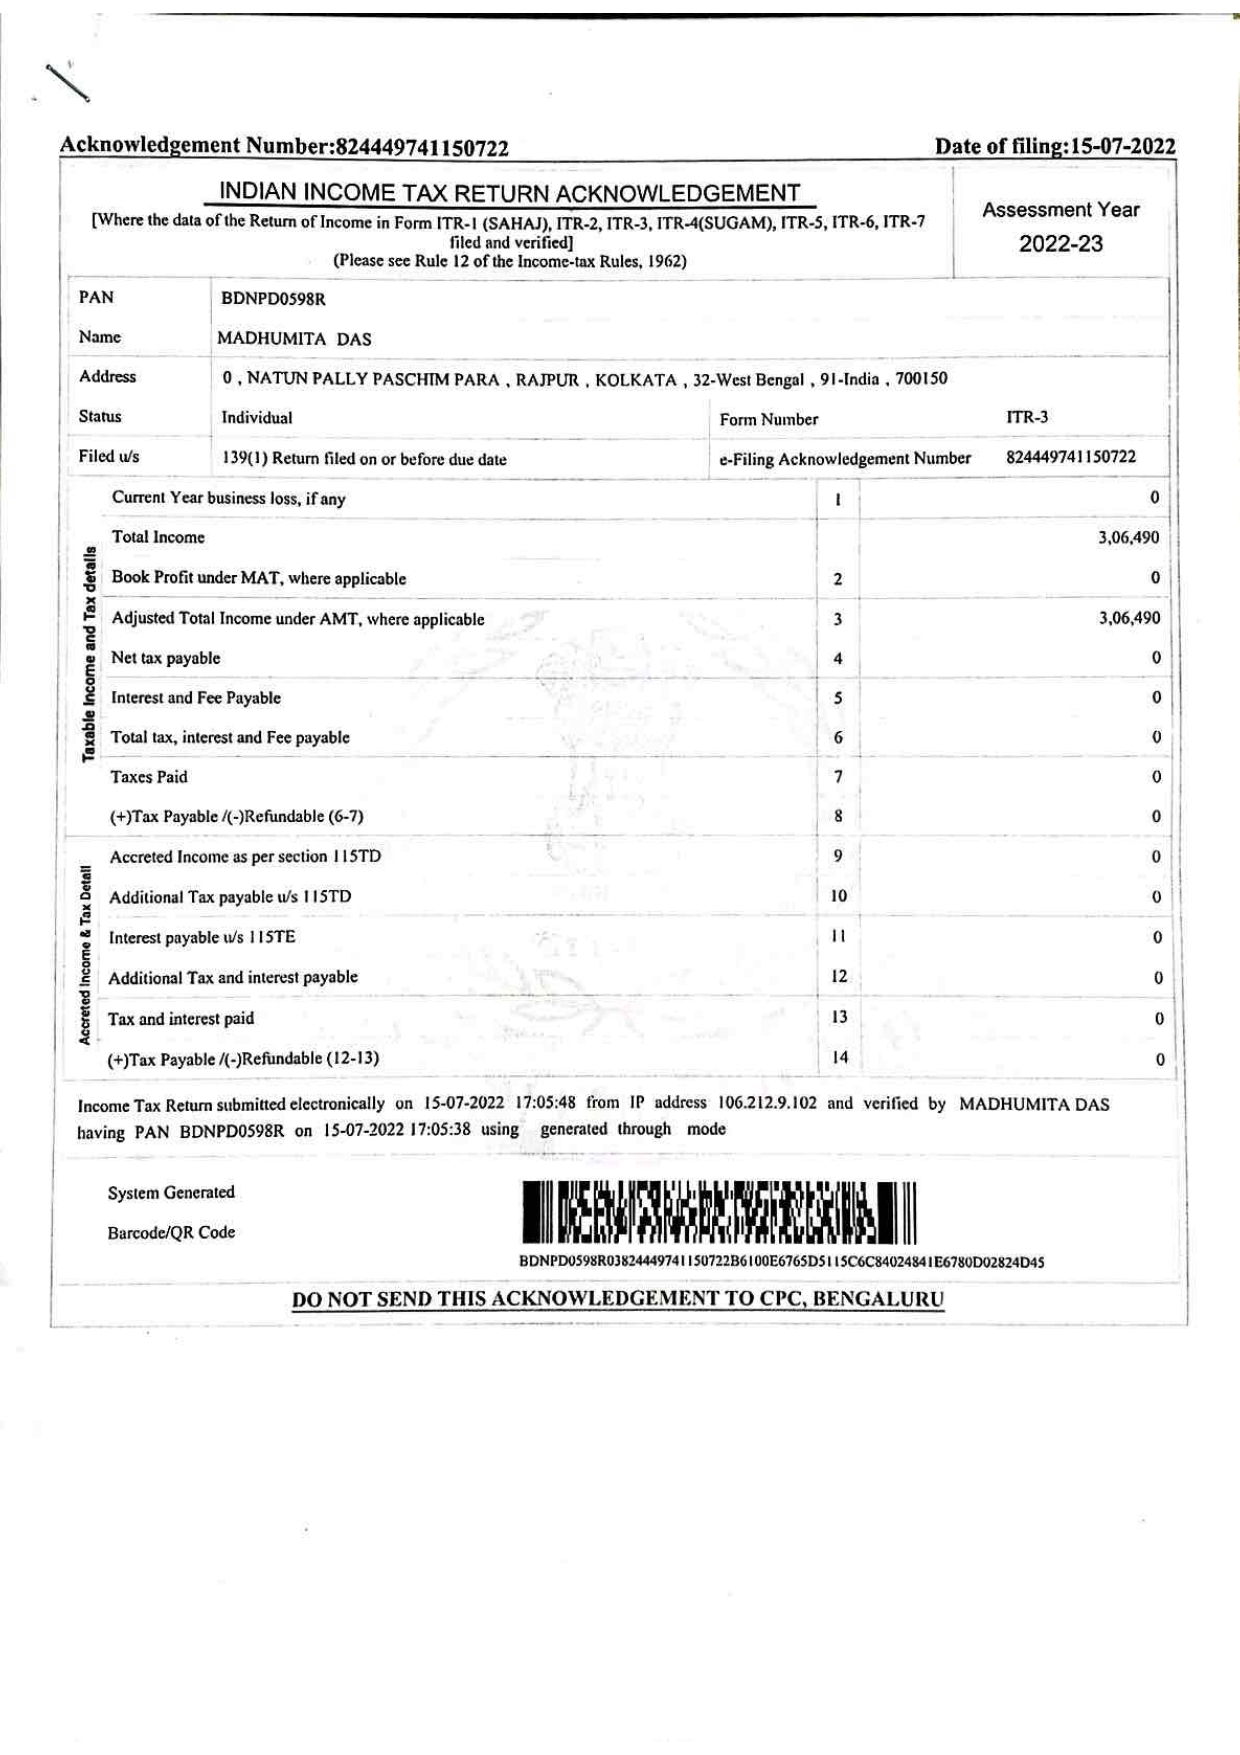 Acknowledgement Number:824449741150722 Date of filing:15-07-2022
INDIAN INCOME TAX RETURN ACKNOWLEDGEMENT
[Where the data of the Return of Income in Form ITR-1 (SAHAJ), ITR-2, ITR-3, ITR-4(SUGAM), ITR-5, ITR-6, ITR-7
filed and verified]
(Please see Rule 12 of the Income-tax Rules, 1962)
Assessment Year
2022-23
PAN BDNPD0598R
Name MADHUMITA DAS
Address 0 , NATUN PALLY PASCHIM PARA , RAJPUR , KOLKATA , 32-West Bengal , 91-India , 700150
Status Individual Form Number ITR-3
Filed u/s 139(1) Return filed on or before due date e-Filing Acknowledgement Number 824449741150722
Taxable Income and Tax details
Current Year business loss, if any 1 0
Total Income 3,06,490
Book Profit under MAT, where applicable 2 0
Adjusted Total Income under AMT, where applicable 3 3,06,490
Net tax payable 4 0
Interest and Fee Payable 5 0
Total tax, interest and Fee payable 6 0
Taxes Paid 7 0
(+)Tax Payable /(-)Refundable (6-7) 8 0
Accreted Income & Tax Detail
Accreted Income as per section 115TD 9 0
Additional Tax payable u/s 115TD 10 0
Interest payable u/s 115TE 11 0
Additional Tax and interest payable 12 0
Tax and interest paid 13 0
(+)Tax Payable /(-)Refundable (12-13) 14 0
Income Tax Return submitted electronically on 15-07-2022 17:05:48 from IP address 106.212.9.102 and verified by MADHUMITA DAS
having PAN BDNPD0598R on 15-07-2022 17:05:38 using generated through mode
System Generated
Barcode/QR Code
BDNPD0598R03824449741150722B6100E6765D5115C6C84024841E6780D02824D45
DO NOT SEND THIS ACKNOWLEDGEMENT TO CPC, BENGALURU